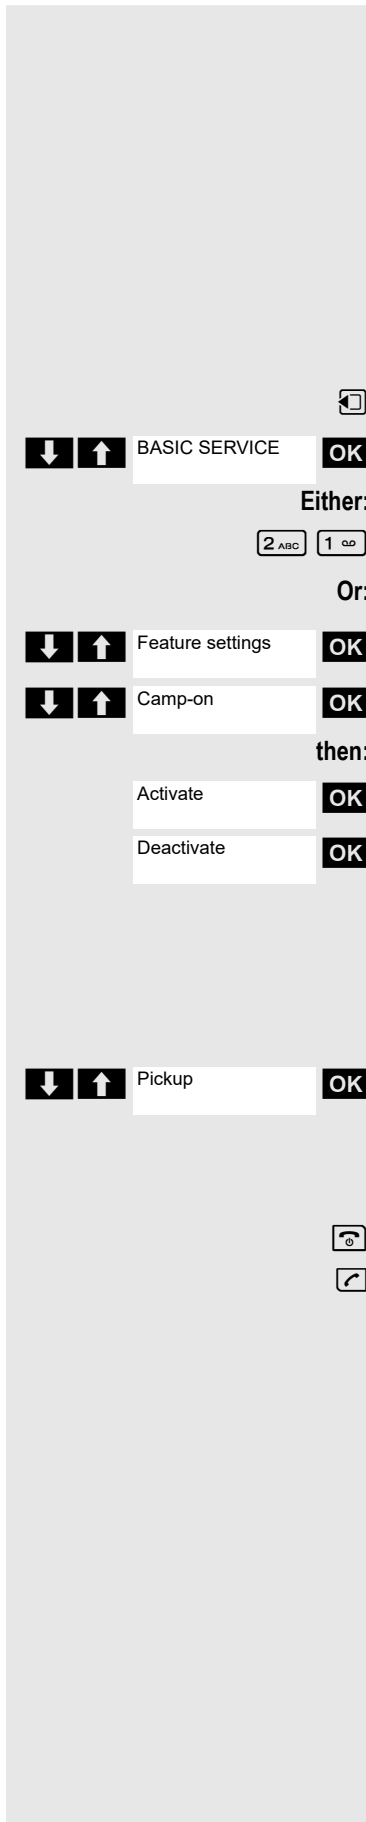 BASIC SERVICE OK
Either:
2 ABC 1
Or:
Feature settings OK
Camp-on OK
then:
Activate OK
Deactivate OK
Pickup OK